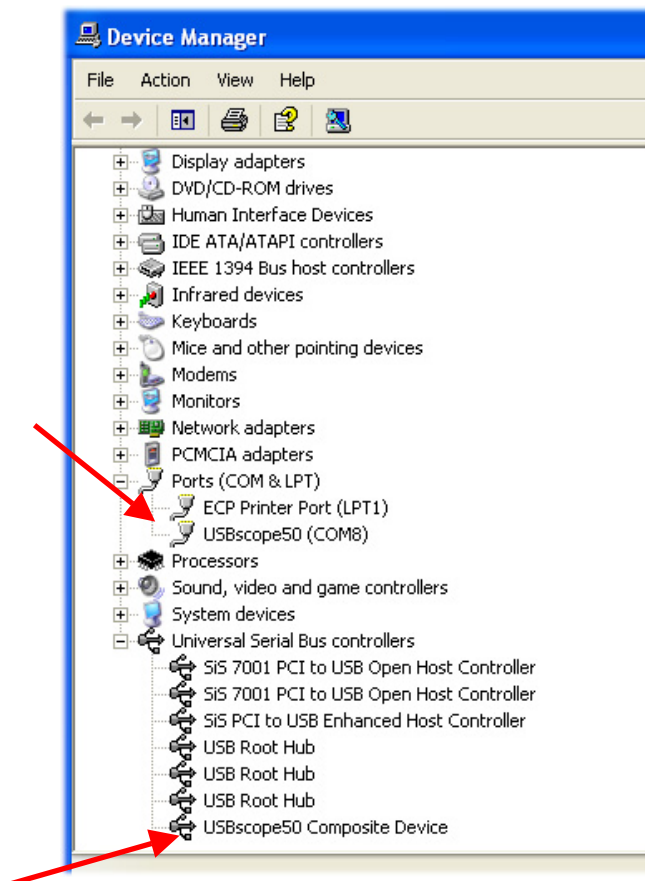 Device Manager
File Action View Help
Display adapters
DVD/CD-ROM drives
Human Interface Devices
IDE ATA/ATAPI controllers
IEEE 1394 Bus host controllers
Infrared devices
Keyboards
Mice and other pointing devices
Modems
Monitors
Network adapters
PCMCIA adapters
Ports (COM & LPT)
ECP Printer Port (LPT1)
USBscope50 (COM8)
Processors
Sound, video and game controllers
System devices
Universal Serial Bus controllers
SiS 7001 PCI to USB Open Host Controller
SiS 7001 PCI to USB Open Host Controller
SiS PCI to USB Enhanced Host Controller
USB Root Hub
USB Root Hub
USB Root Hub
USBscope50 Composite Device